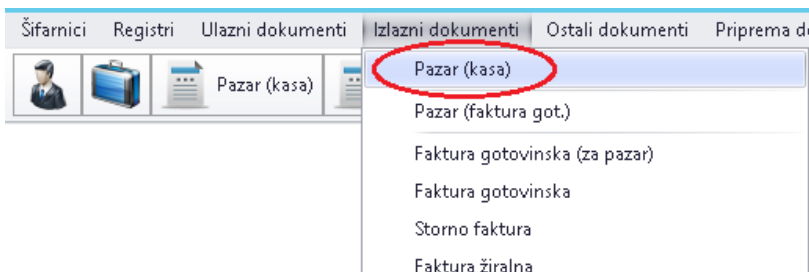 Šifarnici Registri Ulazni dokumenti Izlazni dokumenti Ostali dokumenti Priprema
Pazar (kasa)
Pazar (kasa)
Pazar (faktura got.)
Faktura gotovinska (za pazar)
Faktura gotovinska
Storno faktura
Faktura žiralna